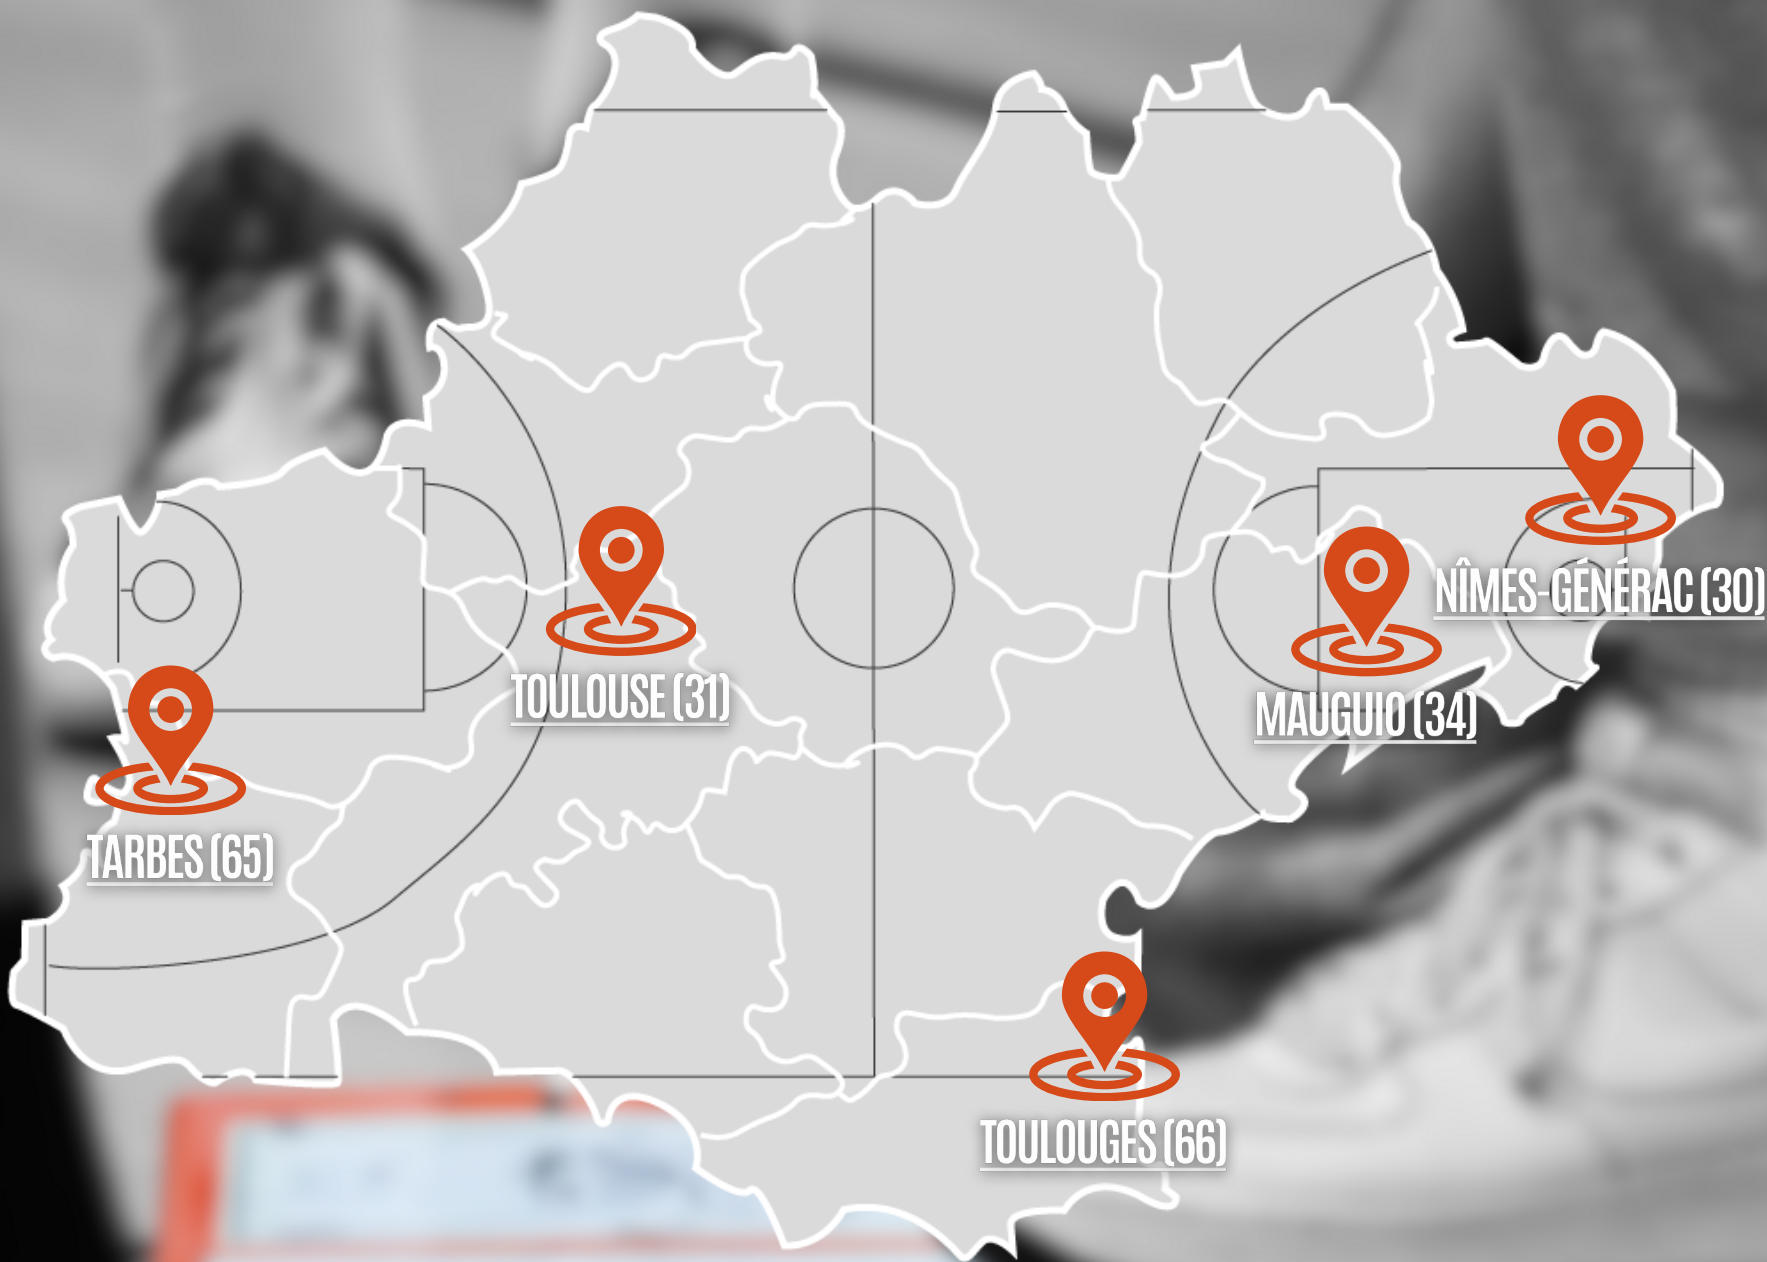 NÎMES-GÉNÉRAC (30)
TOULOUSE (31)
MAUGUIO (34)
TARBES (65)
TOULOUGES (66)